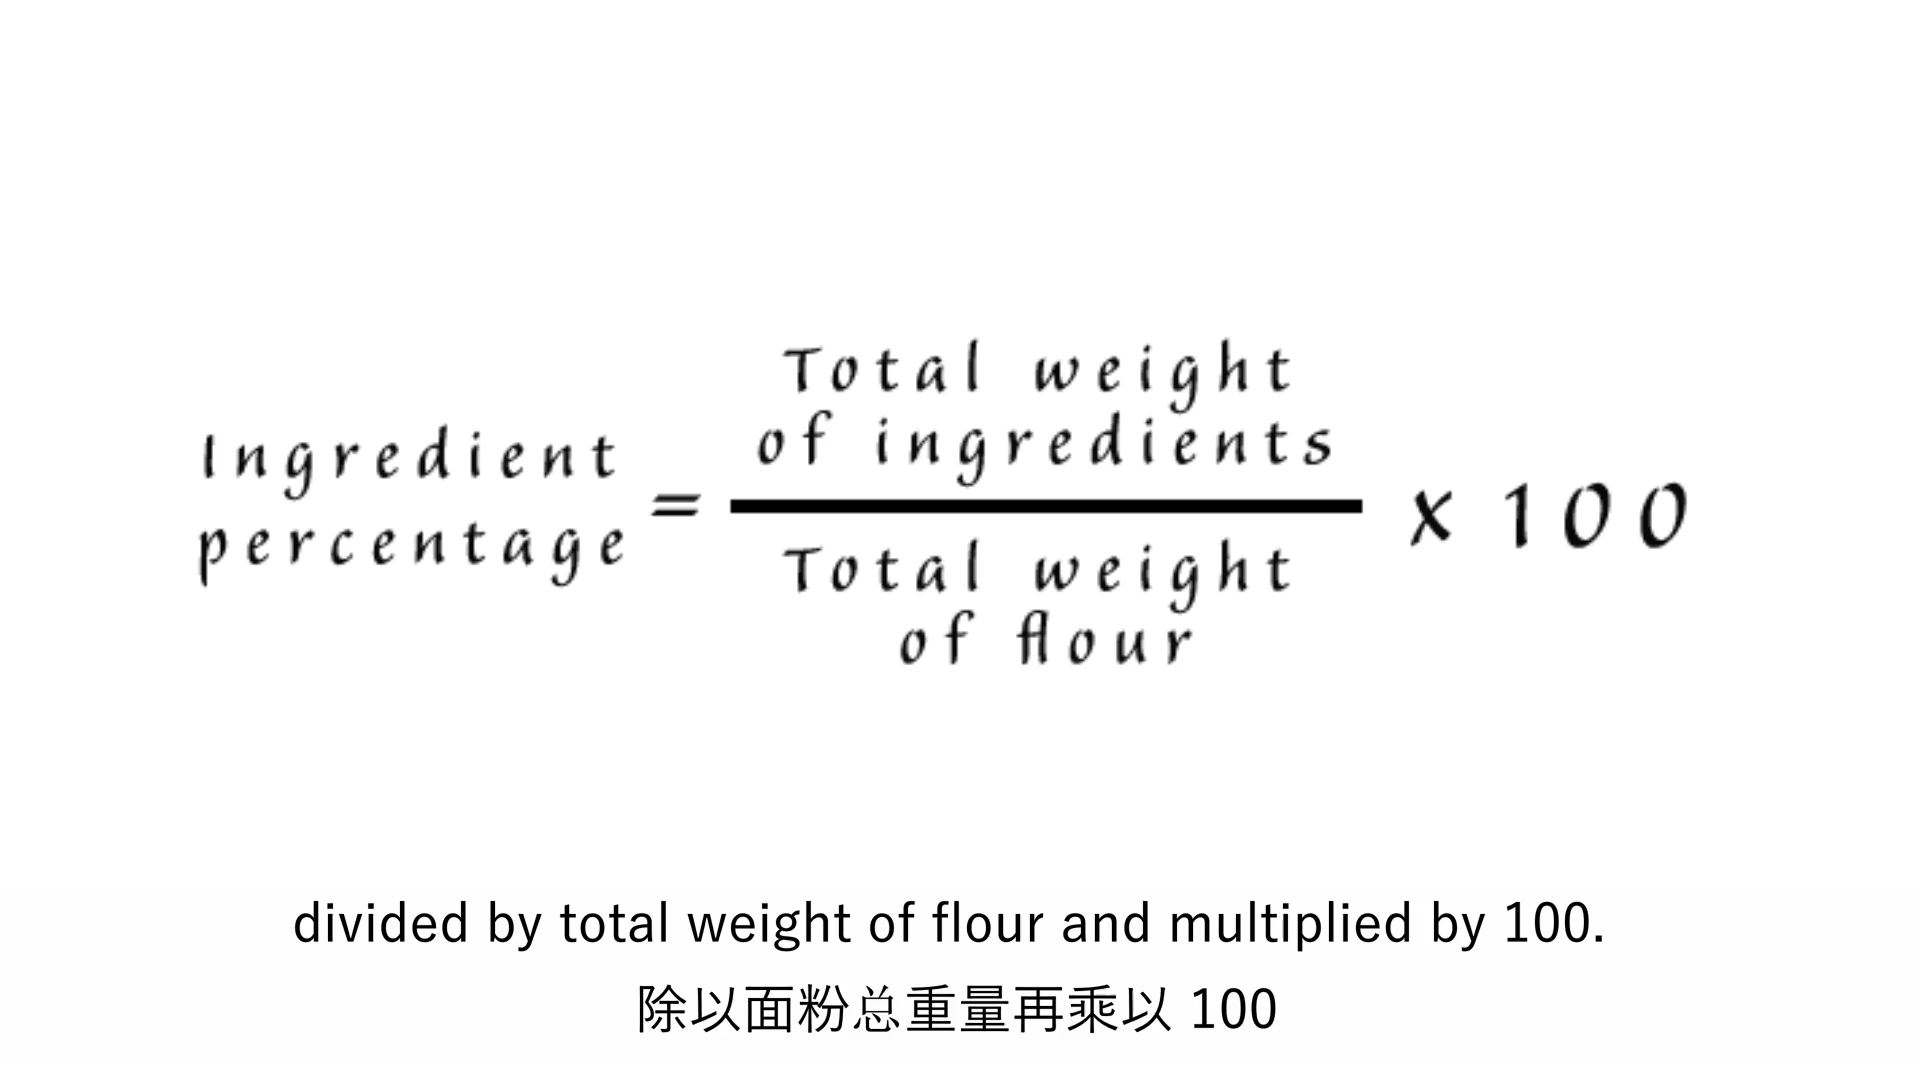 Ingredient
percentage
=
Total weight
of ingredients
Total weight
of flour
x 100
divided by total weight of flour and multiplied by 100.
除以面粉总重量再乘以 100